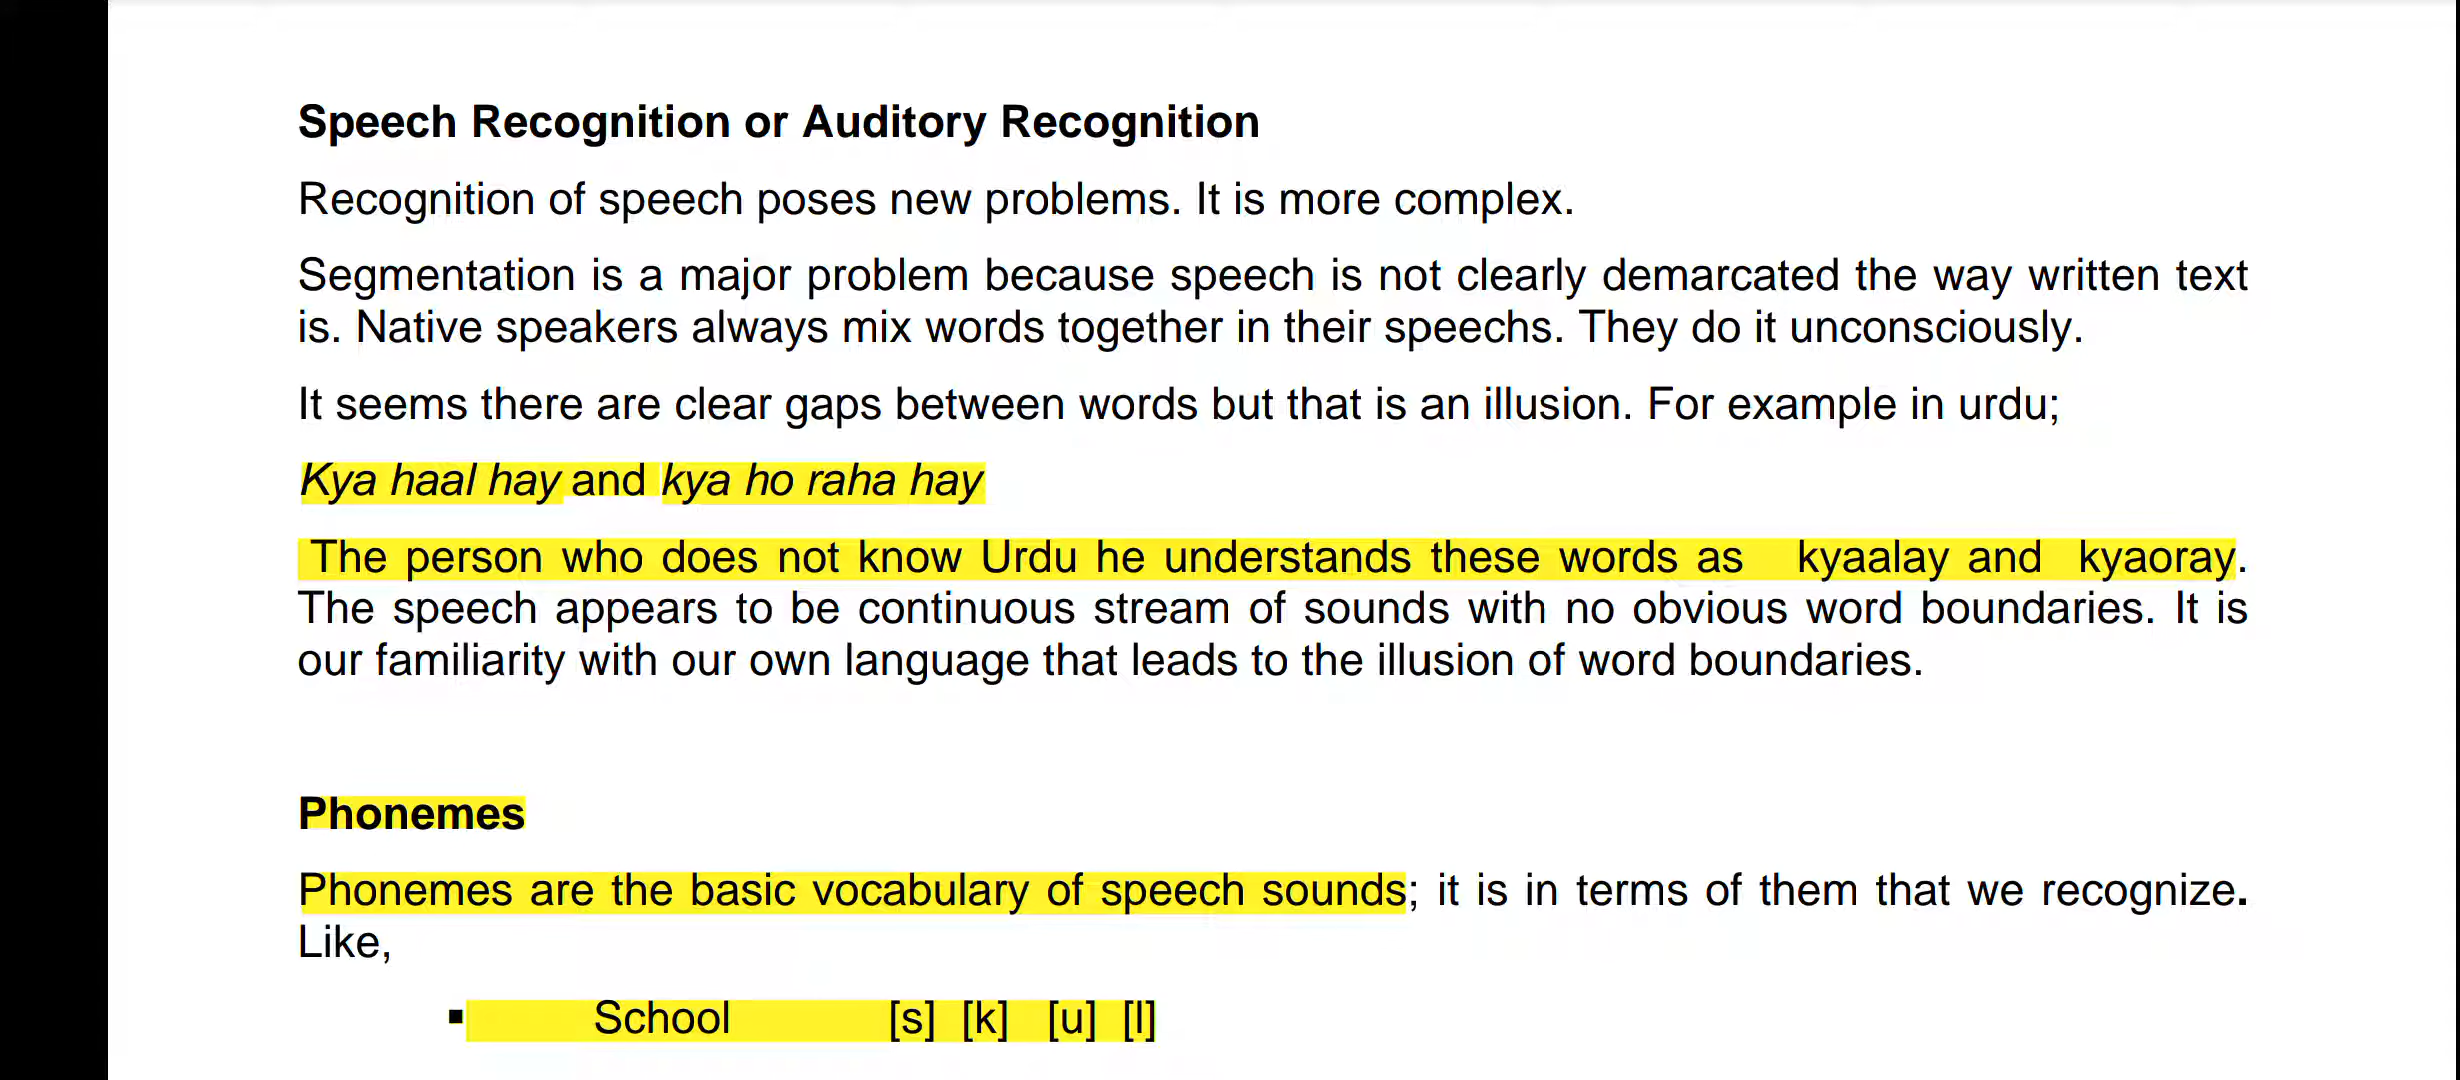 Speech Recognition or Auditory Recognition
Recognition of speech poses new problems. It is more complex.
Segmentation is a major problem because speech is not clearly demarcated the way written text
is. Native speakers always mix words together in their speechs. They do it unconsciously.
It seems there are clear gaps between words but that is an illusion. For example in urdu;
Kya haal hay and kya ho raha hay
The person who does not know Urdu he understands these words as kyaalay and kyaoray.
The speech appears to be continuous stream of sounds with no obvious word boundaries. It is
our familiarity with our own language that leads to the illusion of word boundaries.
Phonemes
Phonemes are the basic vocabulary of speech sounds; it is in terms of them that we recognize.
Like,
▪ School [s] [k] [u] [l]